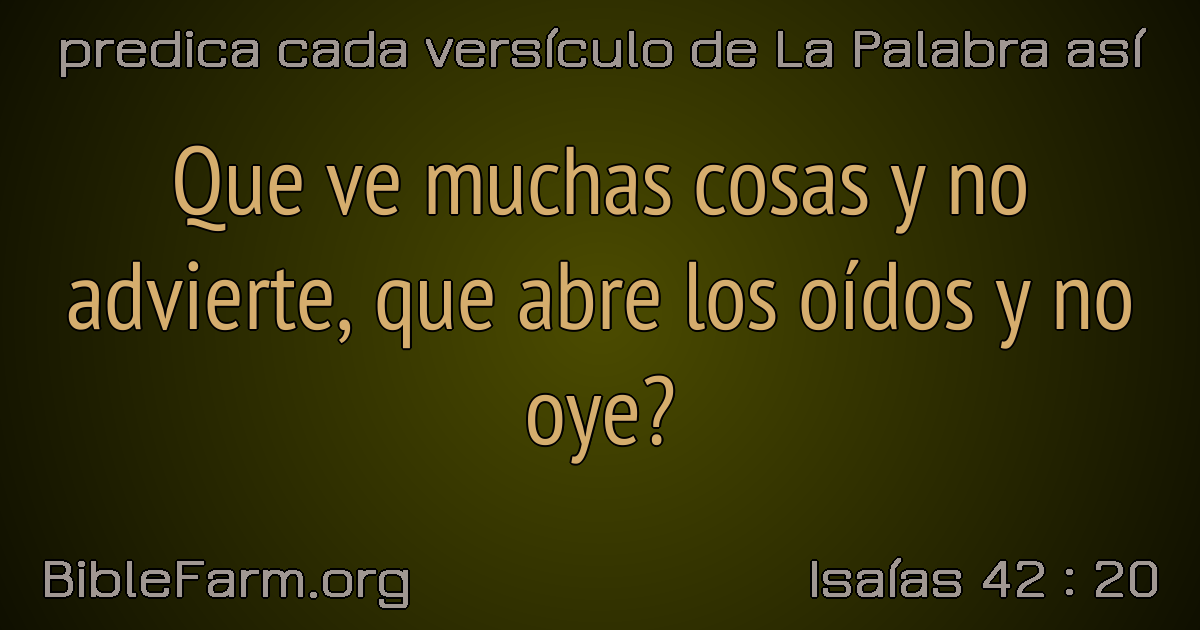 predica cada versículo de La Palabra así
Que ve muchas cosas y no
advierte, que abre los oídos y no
oye?
BibleFarm.org
Isaías 42 : 20